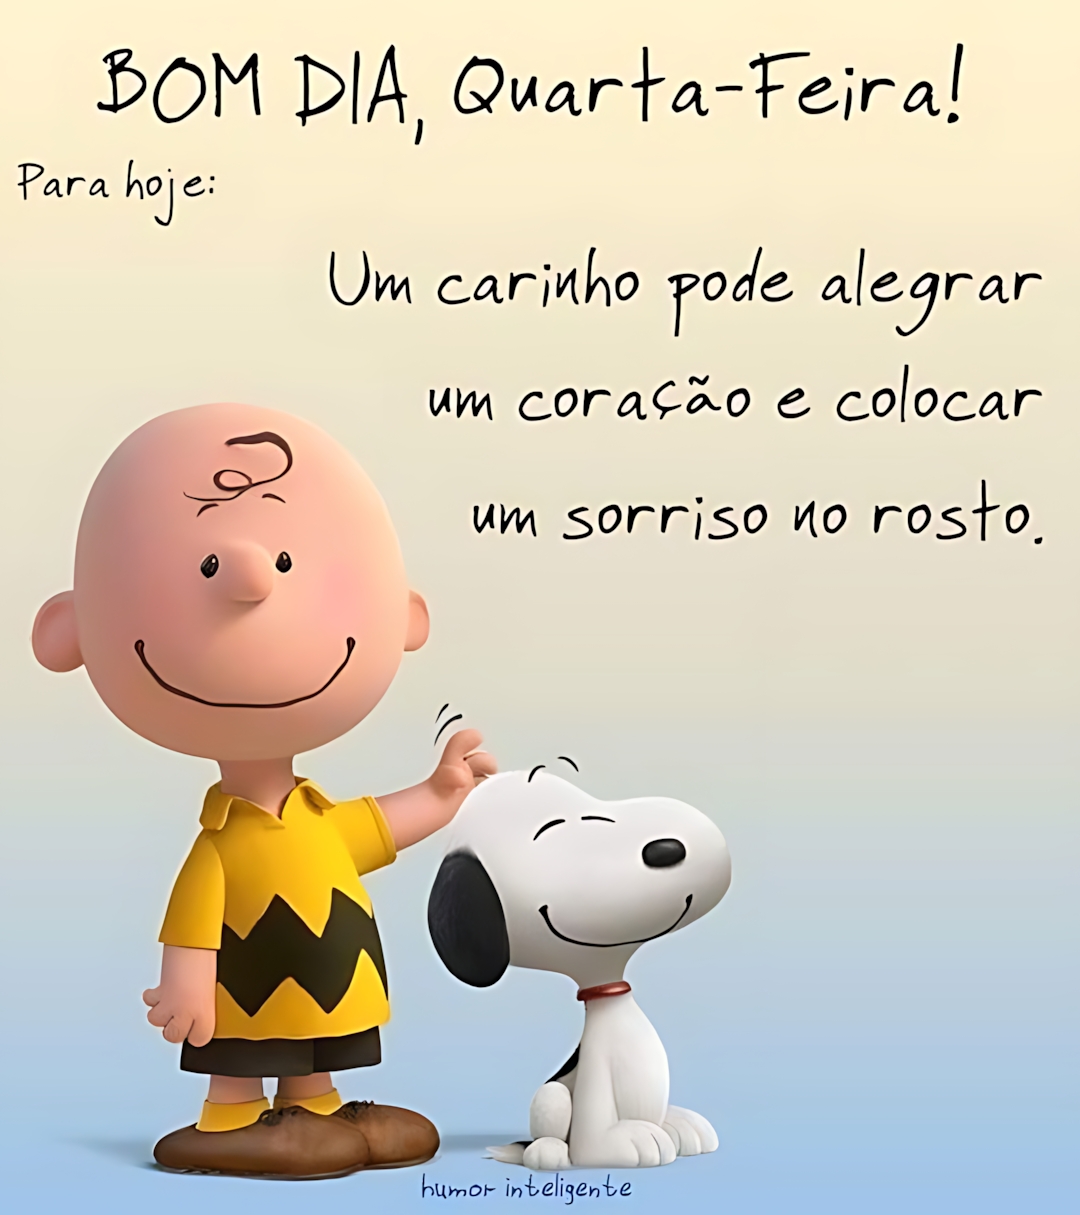 BOM DIA, Quarta-Feira!
Para hoje:
Um carinho pode alegrar
um coração e colocar
um sorriso no rosto.
humor inteligente